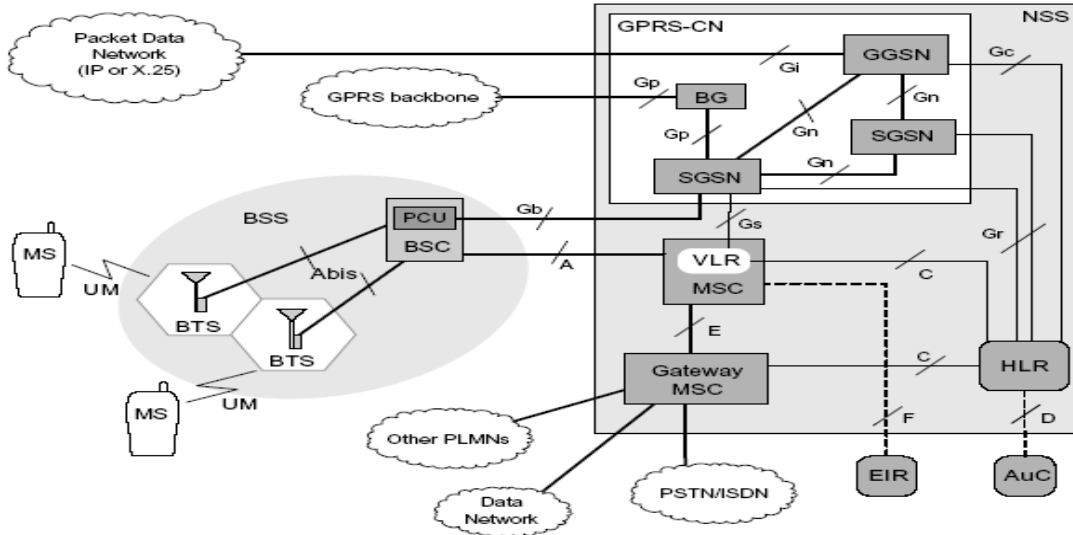 Packet Data
Network
(IP or X.25)
GPRS backbone
NSS
GPRS-CN
Gi
GGSN
Gc
Gp
BG
Gn
Gp
Gn
SGSN
Gn
SGSN
BSS
PCU
BSC
Gb
Gs
Gr
MS
UM
Abis
A
VLR
MSC
C
BTS
BTS
E
MS
UM
Gateway
MSC
C
HLR
Other PLMNs
F
D
Data
Network
PSTN/ISDN
EIR
AuC